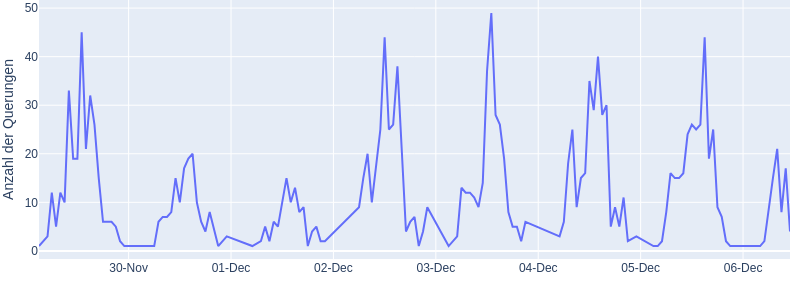 Anzahl der Querungen
50
40
30
20
10
0
30-Nov
01-Dec
02-Dec
03-Dec
04-Dec
05-Dec
06-Dec